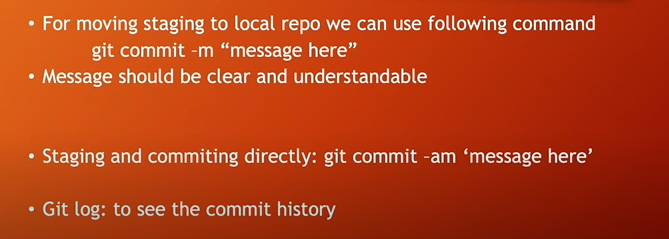 • For moving staging to local repo we can use following command
git commit –m “message here”
• Message should be clear and understandable
• Staging and commiting directly: git commit –am ‘message here’
• Git log: to see the commit history